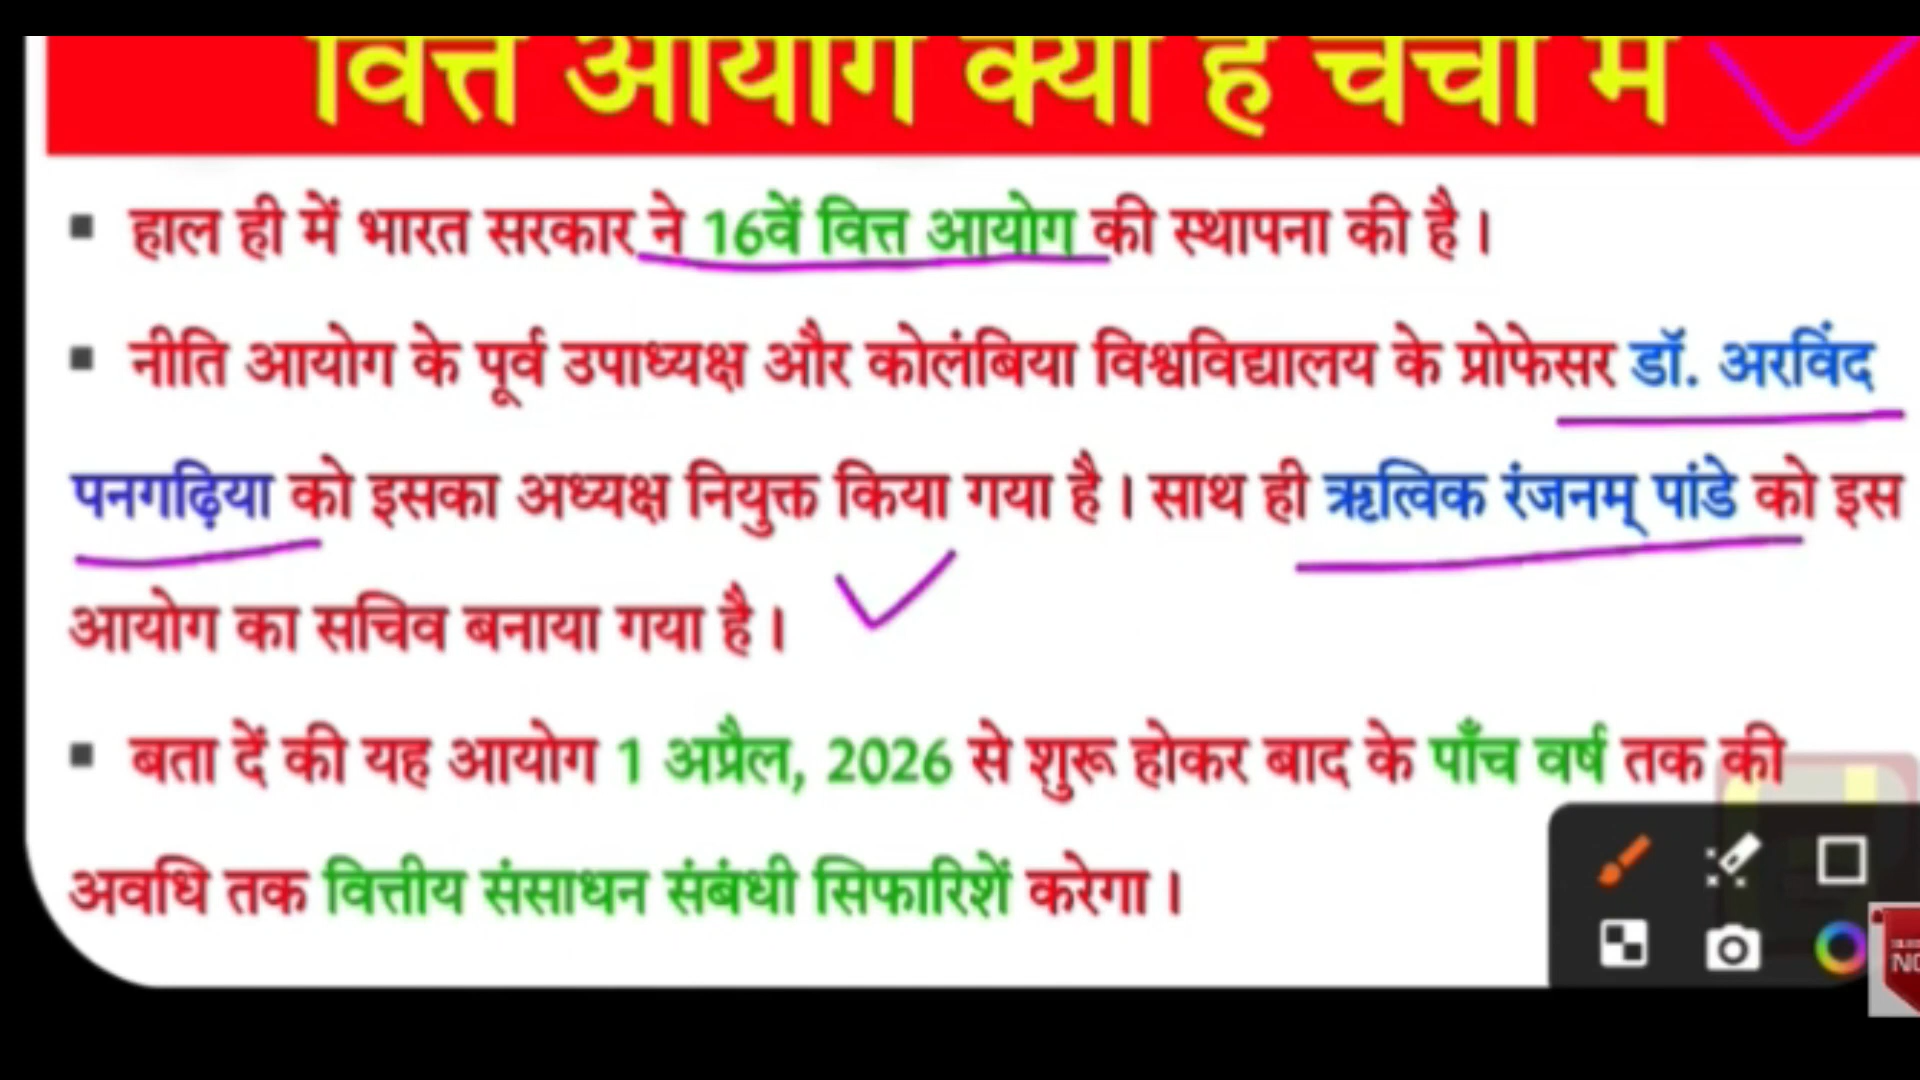 वित्त आयोग क्यों है चर्चा में
हाल ही में भारत सरकार ने 16वें वित्त आयोग की स्थापना की है।
नीति आयोग के पूर्व उपाध्यक्ष और कोलंबिया विश्वविद्यालय के प्रोफेसर डॉ. अरविंद
पनगढ़िया को इसका अध्यक्ष नियुक्त किया गया है। साथ ही ऋत्विक रंजनम् पांडे को इस
आयोग का सचिव बनाया गया है।
बता दें की यह आयोग 1 अप्रैल, 2026 से शुरू होकर बाद के पाँच वर्ष तक की
अवधि तक वित्तीय संसाधन संबंधी सिफारिशें करेगा।